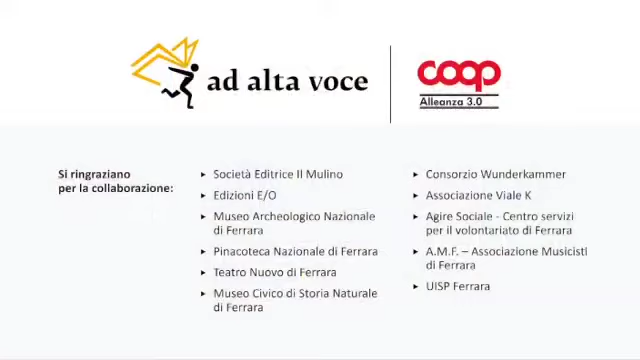 ad alta voce
coop
Alleanza 3.0
Si ringraziano
per la collaborazione:
▸ Società Editrice Il Mulino
▸ Edizioni E/O
▸ Museo Archeologico Nazionale
di Ferrara
▸ Pinacoteca Nazionale di Ferrara
▸ Teatro Nuovo di Ferrara
▸ Museo Civico di Storia Naturale
di Ferrara
▸ Consorzio Wunderkammer
▸ Associazione Viale K
▸ Agire Sociale - Centro servizi
per il volontariato di Ferrara
▸ A.M.F. – Associazione Musicisti
di Ferrara
▸ UISP Ferrara